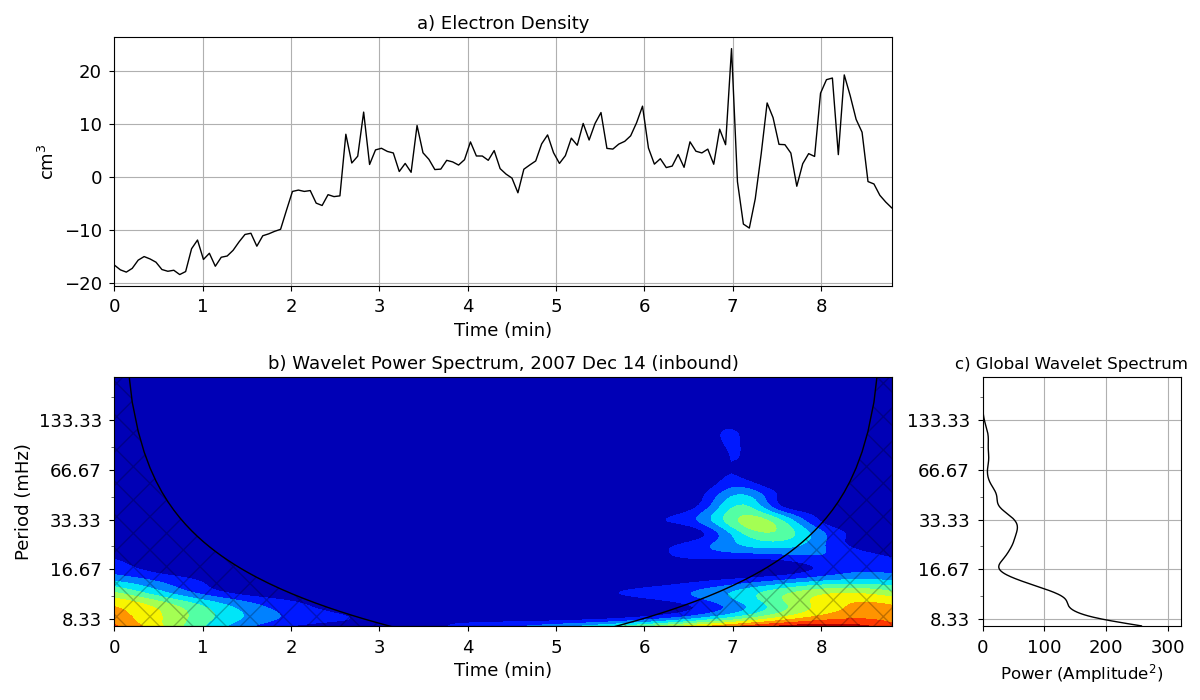 a) Electron Density
20
10
0
−10
−20
cm³
0 1 2 3 4 5 6 7 8
Time (min)
b) Wavelet Power Spectrum, 2007 Dec 14 (inbound)
133.33
66.67
33.33
16.67
8.33
Period (mHz)
0 1 2 3 4 5 6 7 8
Time (min)
c) Global Wavelet Spectrum
133.33
66.67
33.33
16.67
8.33
0 100 200 300
Power (Amplitude²)